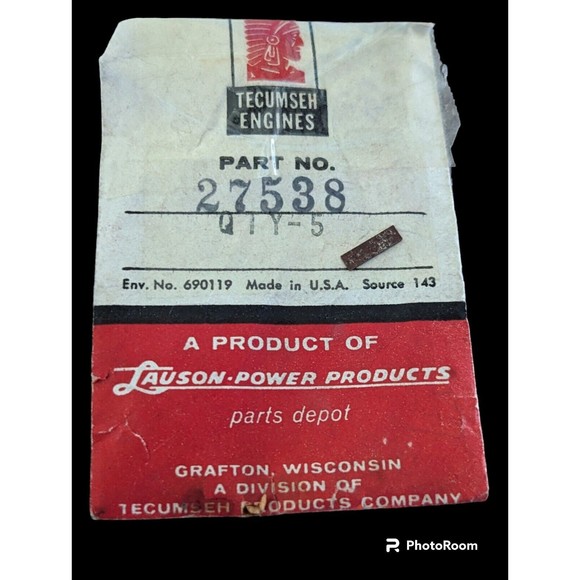 TECUMSEH
ENGINES
PART NO.
27538
QTY-5
Env. No. 690119 Made in U.S.A. Source 143
A PRODUCT OF
LAUSON-POWER PRODUCTS
parts depot
GRAFTON, WISCONSIN
A DIVISION OF
TECUMSEH PRODUCTS COMPANY
PhotoRoom